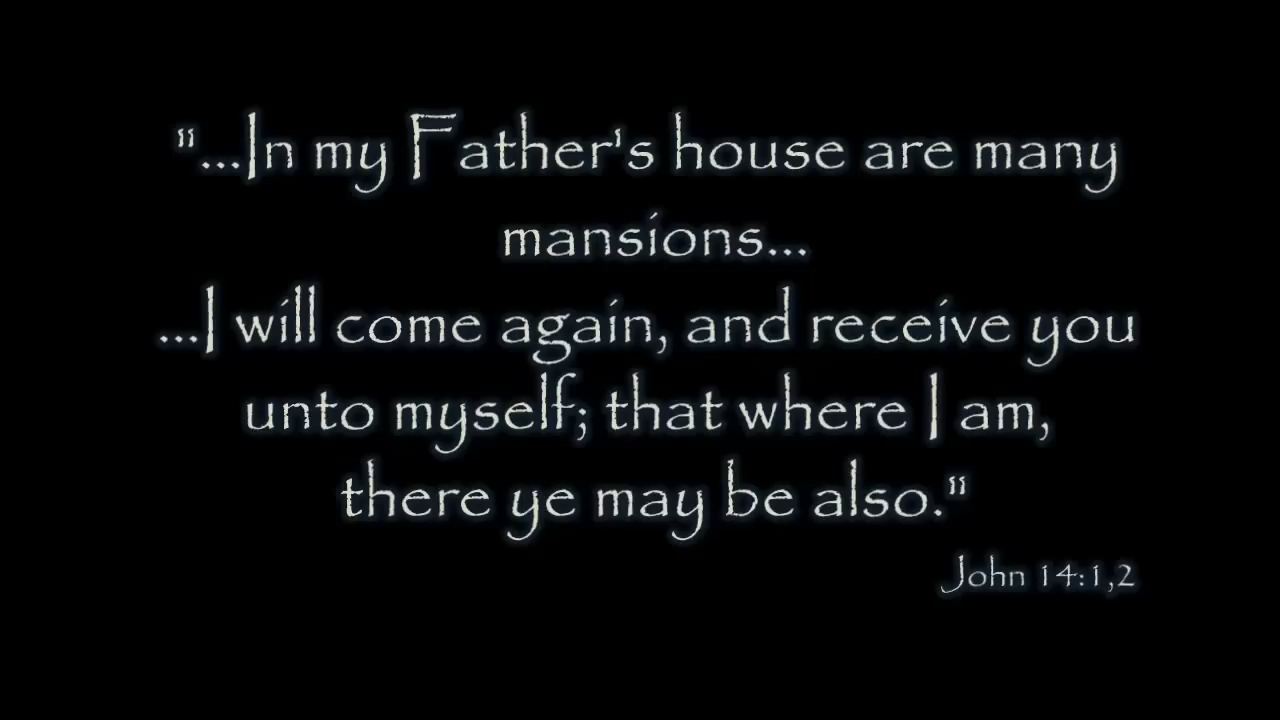 "...In my Father's house are many
mansions...
...I will come again, and receive you
unto myself; that where I am,
there ye may be also."
John 14:1,2